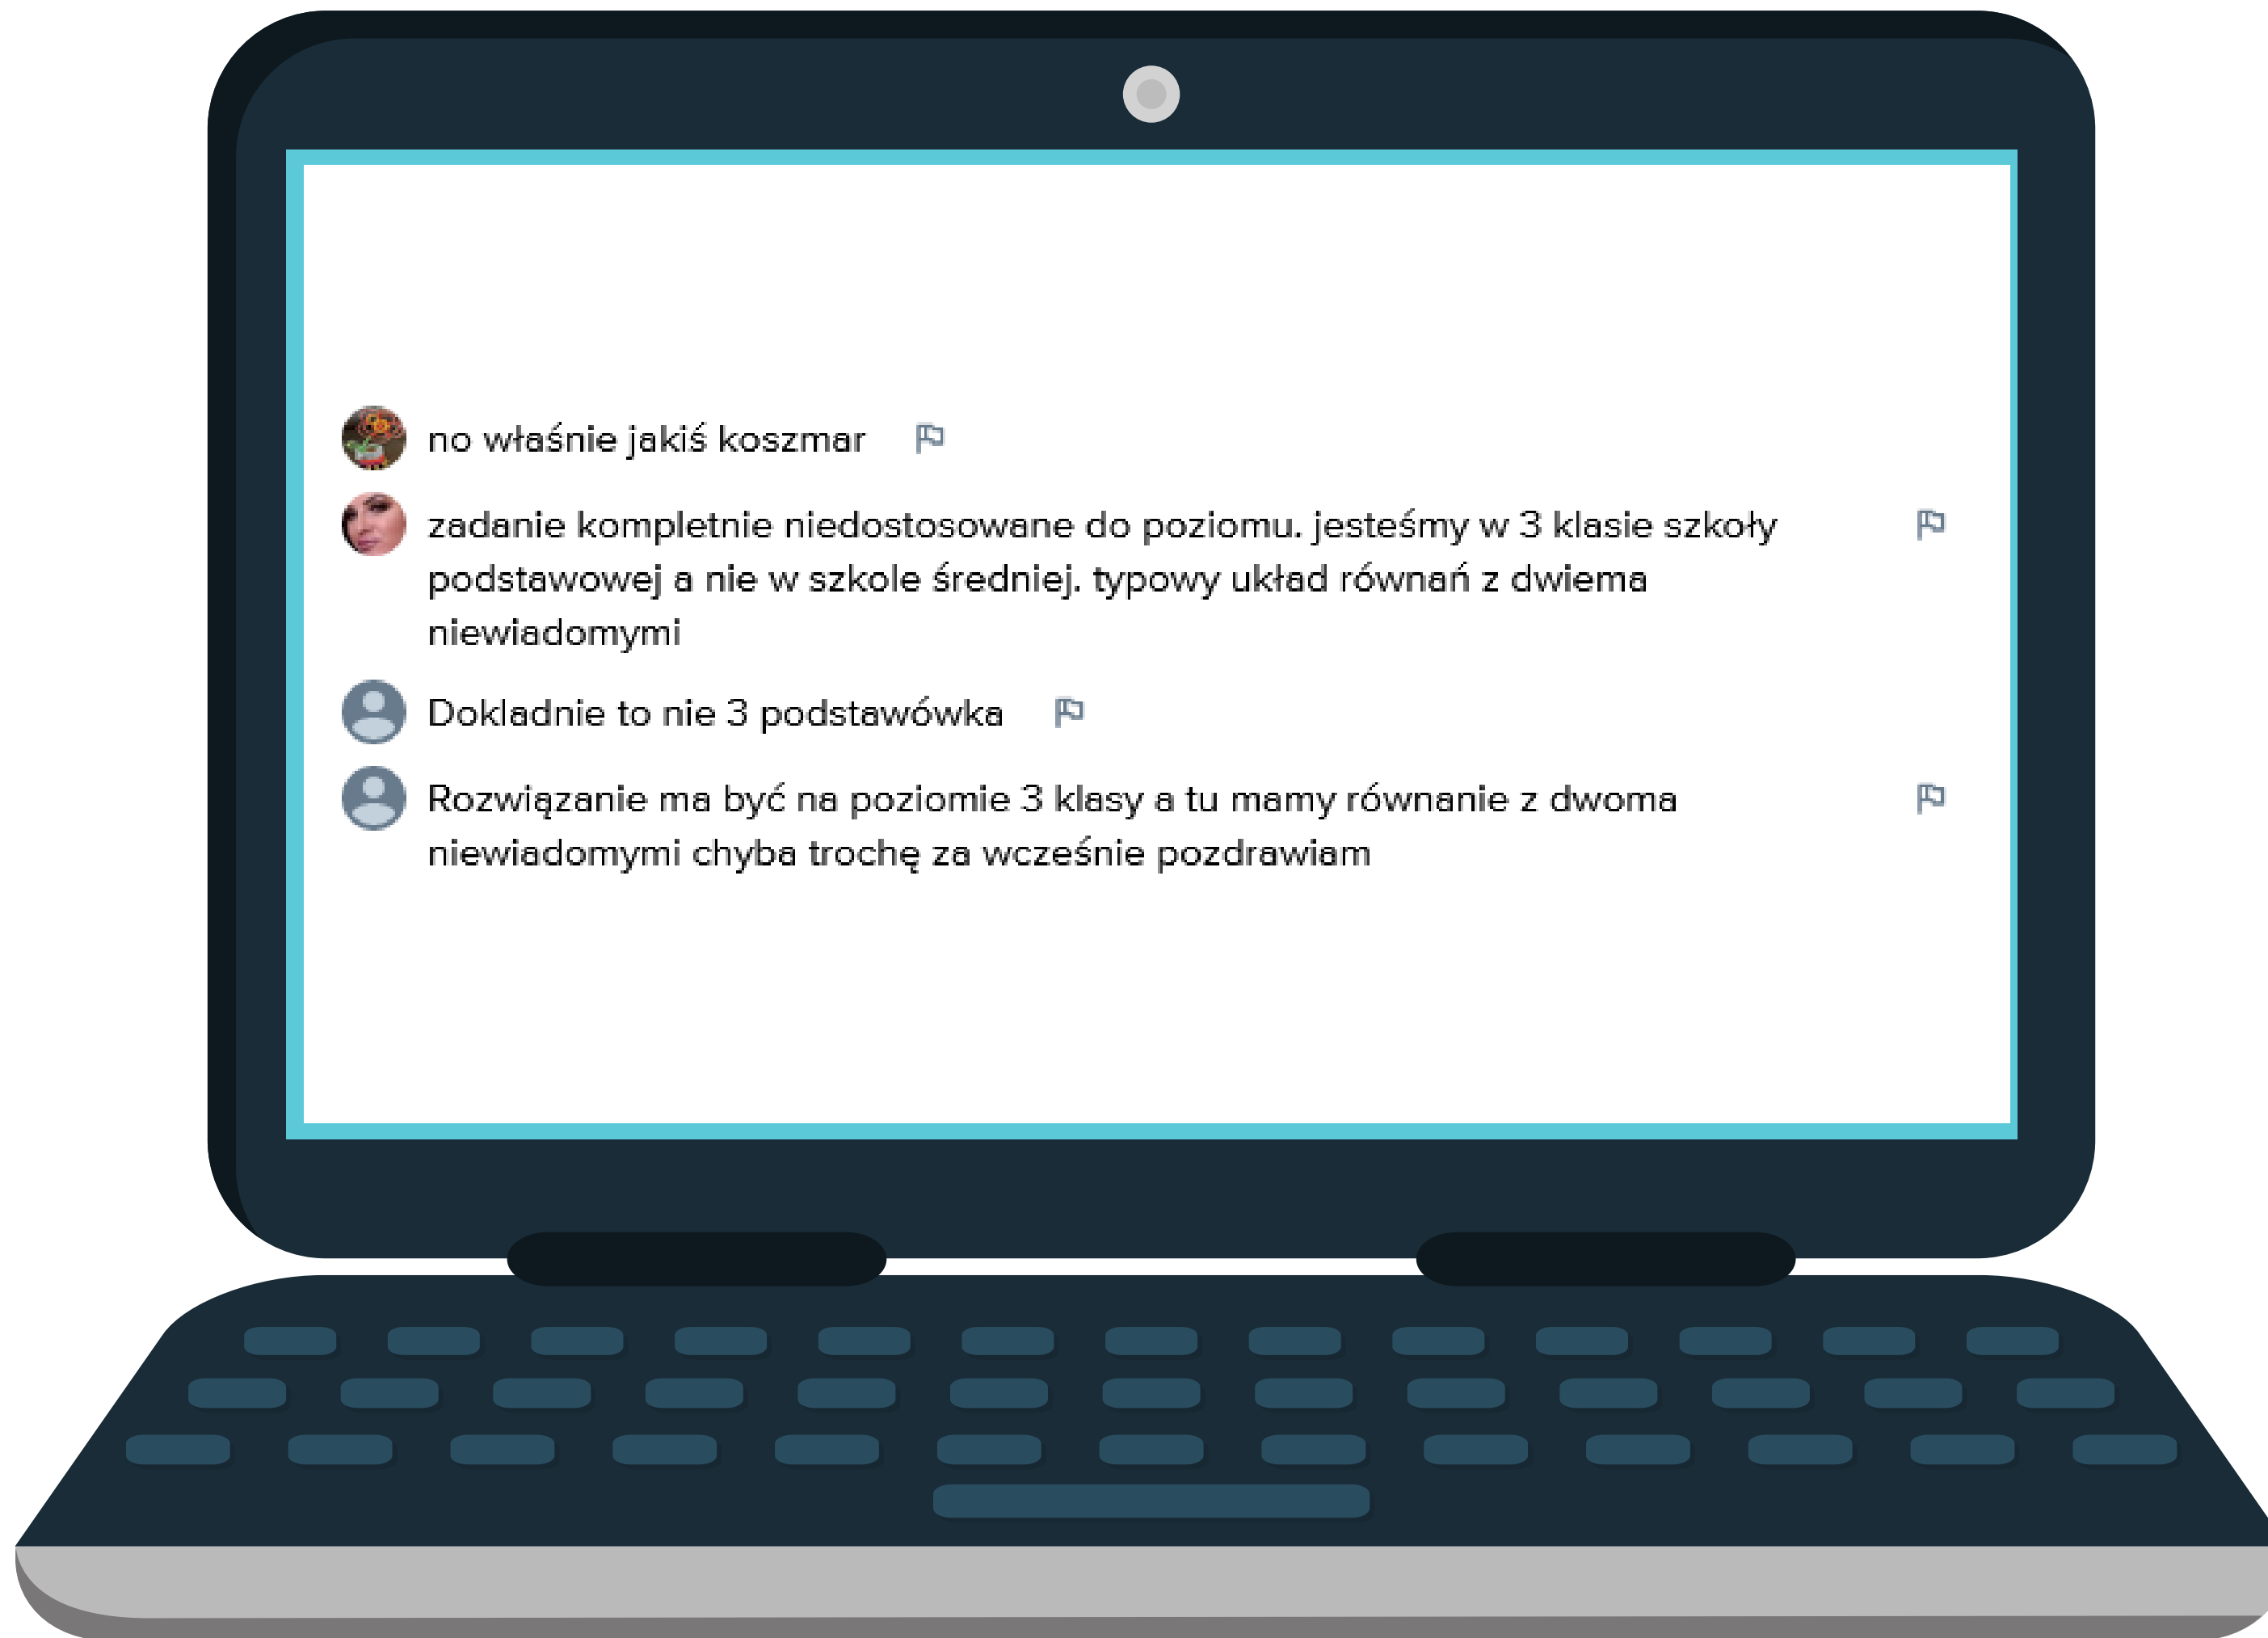 no właśnie jakiś koszmar
zadanie kompletnie niedostosowane do poziomu. jesteśmy w 3 klasie szkoły
podstawowej a nie w szkole średniej. typowy układ równań z dwiema
niewiadomymi
Dokladnie to nie 3 podstawówka
Rozwiązanie ma być na poziomie 3 klasy a tu mamy równanie z dwoma
niewiadomymi chyba trochę za wcześnie pozdrawiam